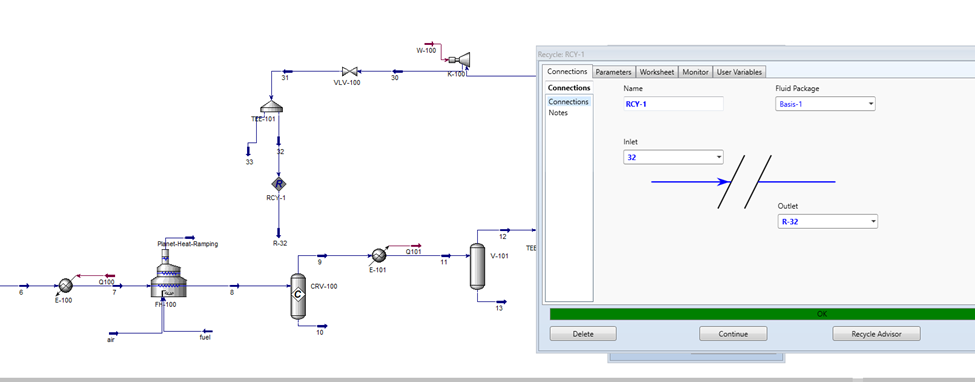 W-100
K-100
31
VLV-100
30
TEE-101
33
32
R
RCY-1
R-32
Planet-Heat-Ramping
6
Q100
E-100
7
FH-100
8
air
fuel
9
CRV-100
C
10
Q101
E-101
11
12
V-101
TEE
13
Recycle: RCY-1
Connections Parameters Worksheet Monitor User Variables
Connections
Connections
Notes
Name
RCY-1
Fluid Package
Basis-1
Inlet
32
Outlet
R-32
OK
Delete Continue Recycle Advisor